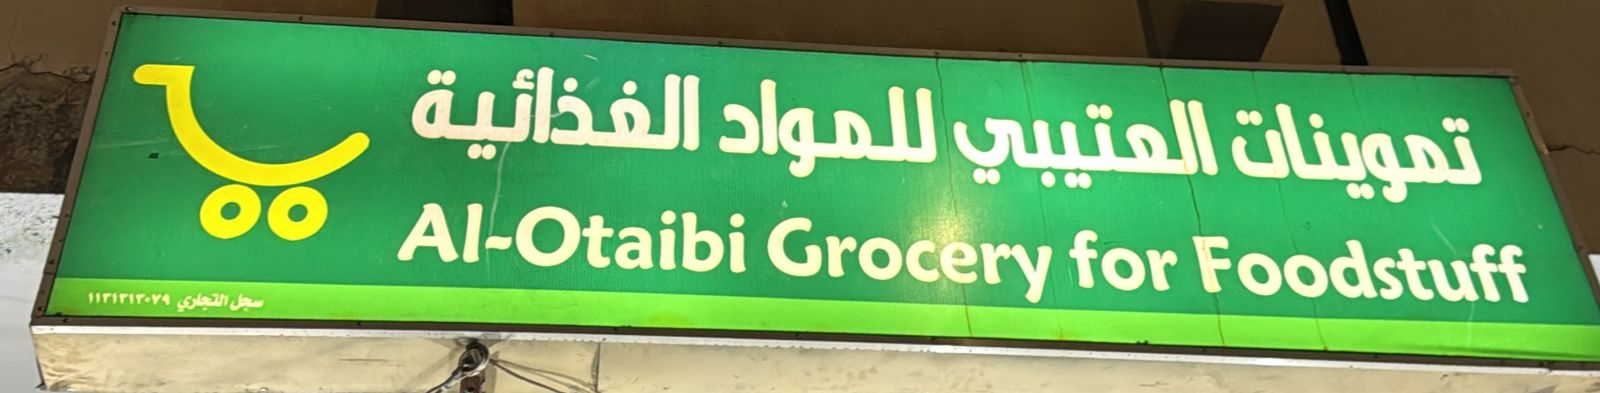 تموينات العتيبي للمواد الغذائية
Al-Otaibi Grocery for Foodstuff
سجل التجاري ١١٣١٣١٣٠٧٩